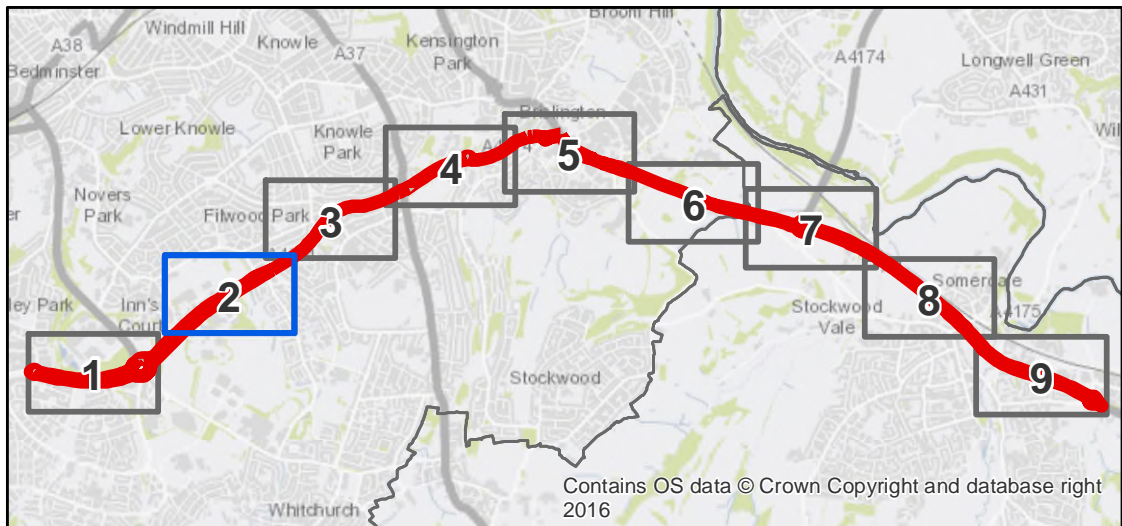 Windmill Hill
Broom Hill
A38
Knowle
A37
Kensington
Park
A4174
Longwell Green
Bedminster
A431
Brislington
Lower Knowle
Knowle
Park
4
5
Novers
Park
Filwood Park
3
6
7
2
ley Park
Inn's
Court
Somerdale
Stockwood
Vale
8
A4175
1
Stockwood
9
Whitchurch
Contains OS data © Crown Copyright and database right
2016